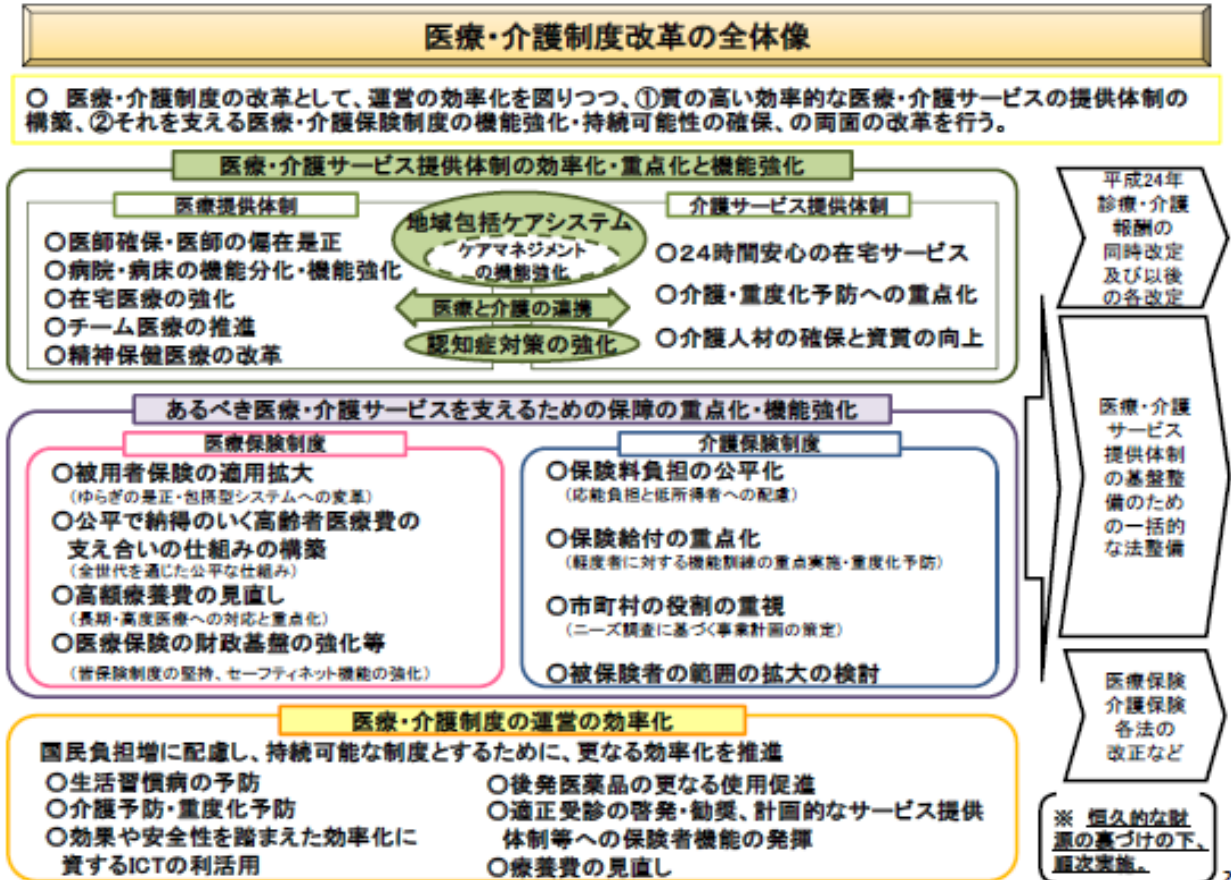 医療・介護制度改革の全体像
〇 医療・介護制度の改革として、運営の効率化を図りつつ、①質の高い効率的な医療・介護サービスの提供体制の
構築、②それを支える医療・介護保険制度の機能強化・持続可能性の確保、の両面の改革を行う。
医療・介護サービス提供体制の効率化・重点化と機能強化
医療提供体制
〇医師確保・医師の偏在是正
〇病院・病床の機能分化・機能強化
〇在宅医療の強化
〇チーム医療の推進
〇精神保健医療の改革
地域包括ケアシステム
ケアマネジメント
の機能強化
医療と介護の連携
認知症対策の強化
介護サービス提供体制
〇24時間安心の在宅サービス
〇介護・重度化予防への重点化
〇介護人材の確保と資質の向上
あるべき医療・介護サービスを支えるための保障の重点化・機能強化
医療保険制度
〇被用者保険の適用拡大
（ゆらぎの是正・包摂型システムへの変革）
〇公平で納得のいく高齢者医療費の
支え合いの仕組みの構築
（全世代を通じた公平な仕組み）
〇高額療養費の見直し
（長期・高度医療への対応と重点化）
〇医療保険の財政基盤の強化等
（皆保険制度の堅持、セーフティネット機能の強化）
介護保険制度
〇保険料負担の公平化
（応能負担と低所得者への配慮）
〇保険給付の重点化
（軽度者に対する機能訓練の重点実施・重度化予防）
〇市町村の役割の重視
（ニーズ調査に基づく事業計画の策定）
〇被保険者の範囲の拡大の検討
医療・介護制度の運営の効率化
国民負担増に配慮し、持続可能な制度とするために、更なる効率化を推進
〇生活習慣病の予防
〇介護予防・重度化予防
〇効果や安全性を踏まえた効率化に
資するICTの利活用
〇後発医薬品の更なる使用促進
〇適正受診の啓発・勧奨、計画的なサービス提供
体制等への保険者機能の発揮
〇療養費の見直し
平成24年
診療・介護
報酬の
同時改定
及び以後
の各改定
医療・介護
サービス
提供体制
の基盤整
備のため
の一括的
な法整備
医療保険
介護保険
各法の
改正など
※ 恒久的な財
源の裏づけの下、
順次実施。